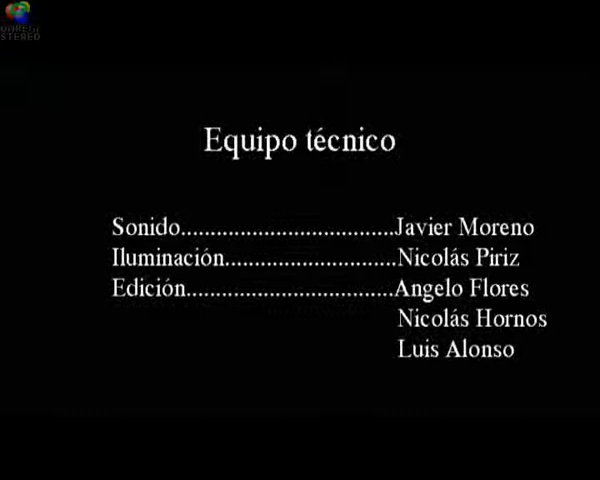 Equipo técnico
Sonido....................................Javier Moreno
Iluminación.............................Nicolás Piriz
Edición...................................Angelo Flores
Nicolás Hornos
Luis Alonso